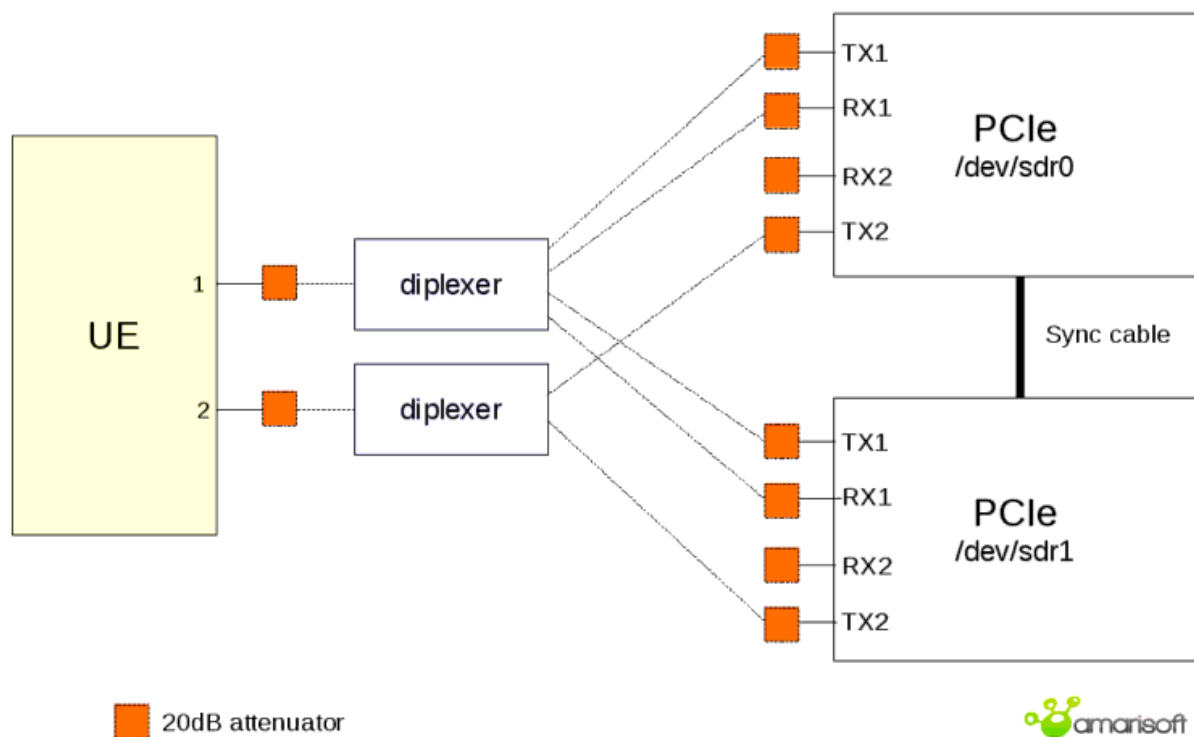 UE
1
2
diplexer
diplexer
TX1
RX1
RX2
TX2
PCIe
/dev/sdr0
Sync cable
TX1
RX1
RX2
TX2
PCIe
/dev/sdr1
20dB attenuator
amarisoft